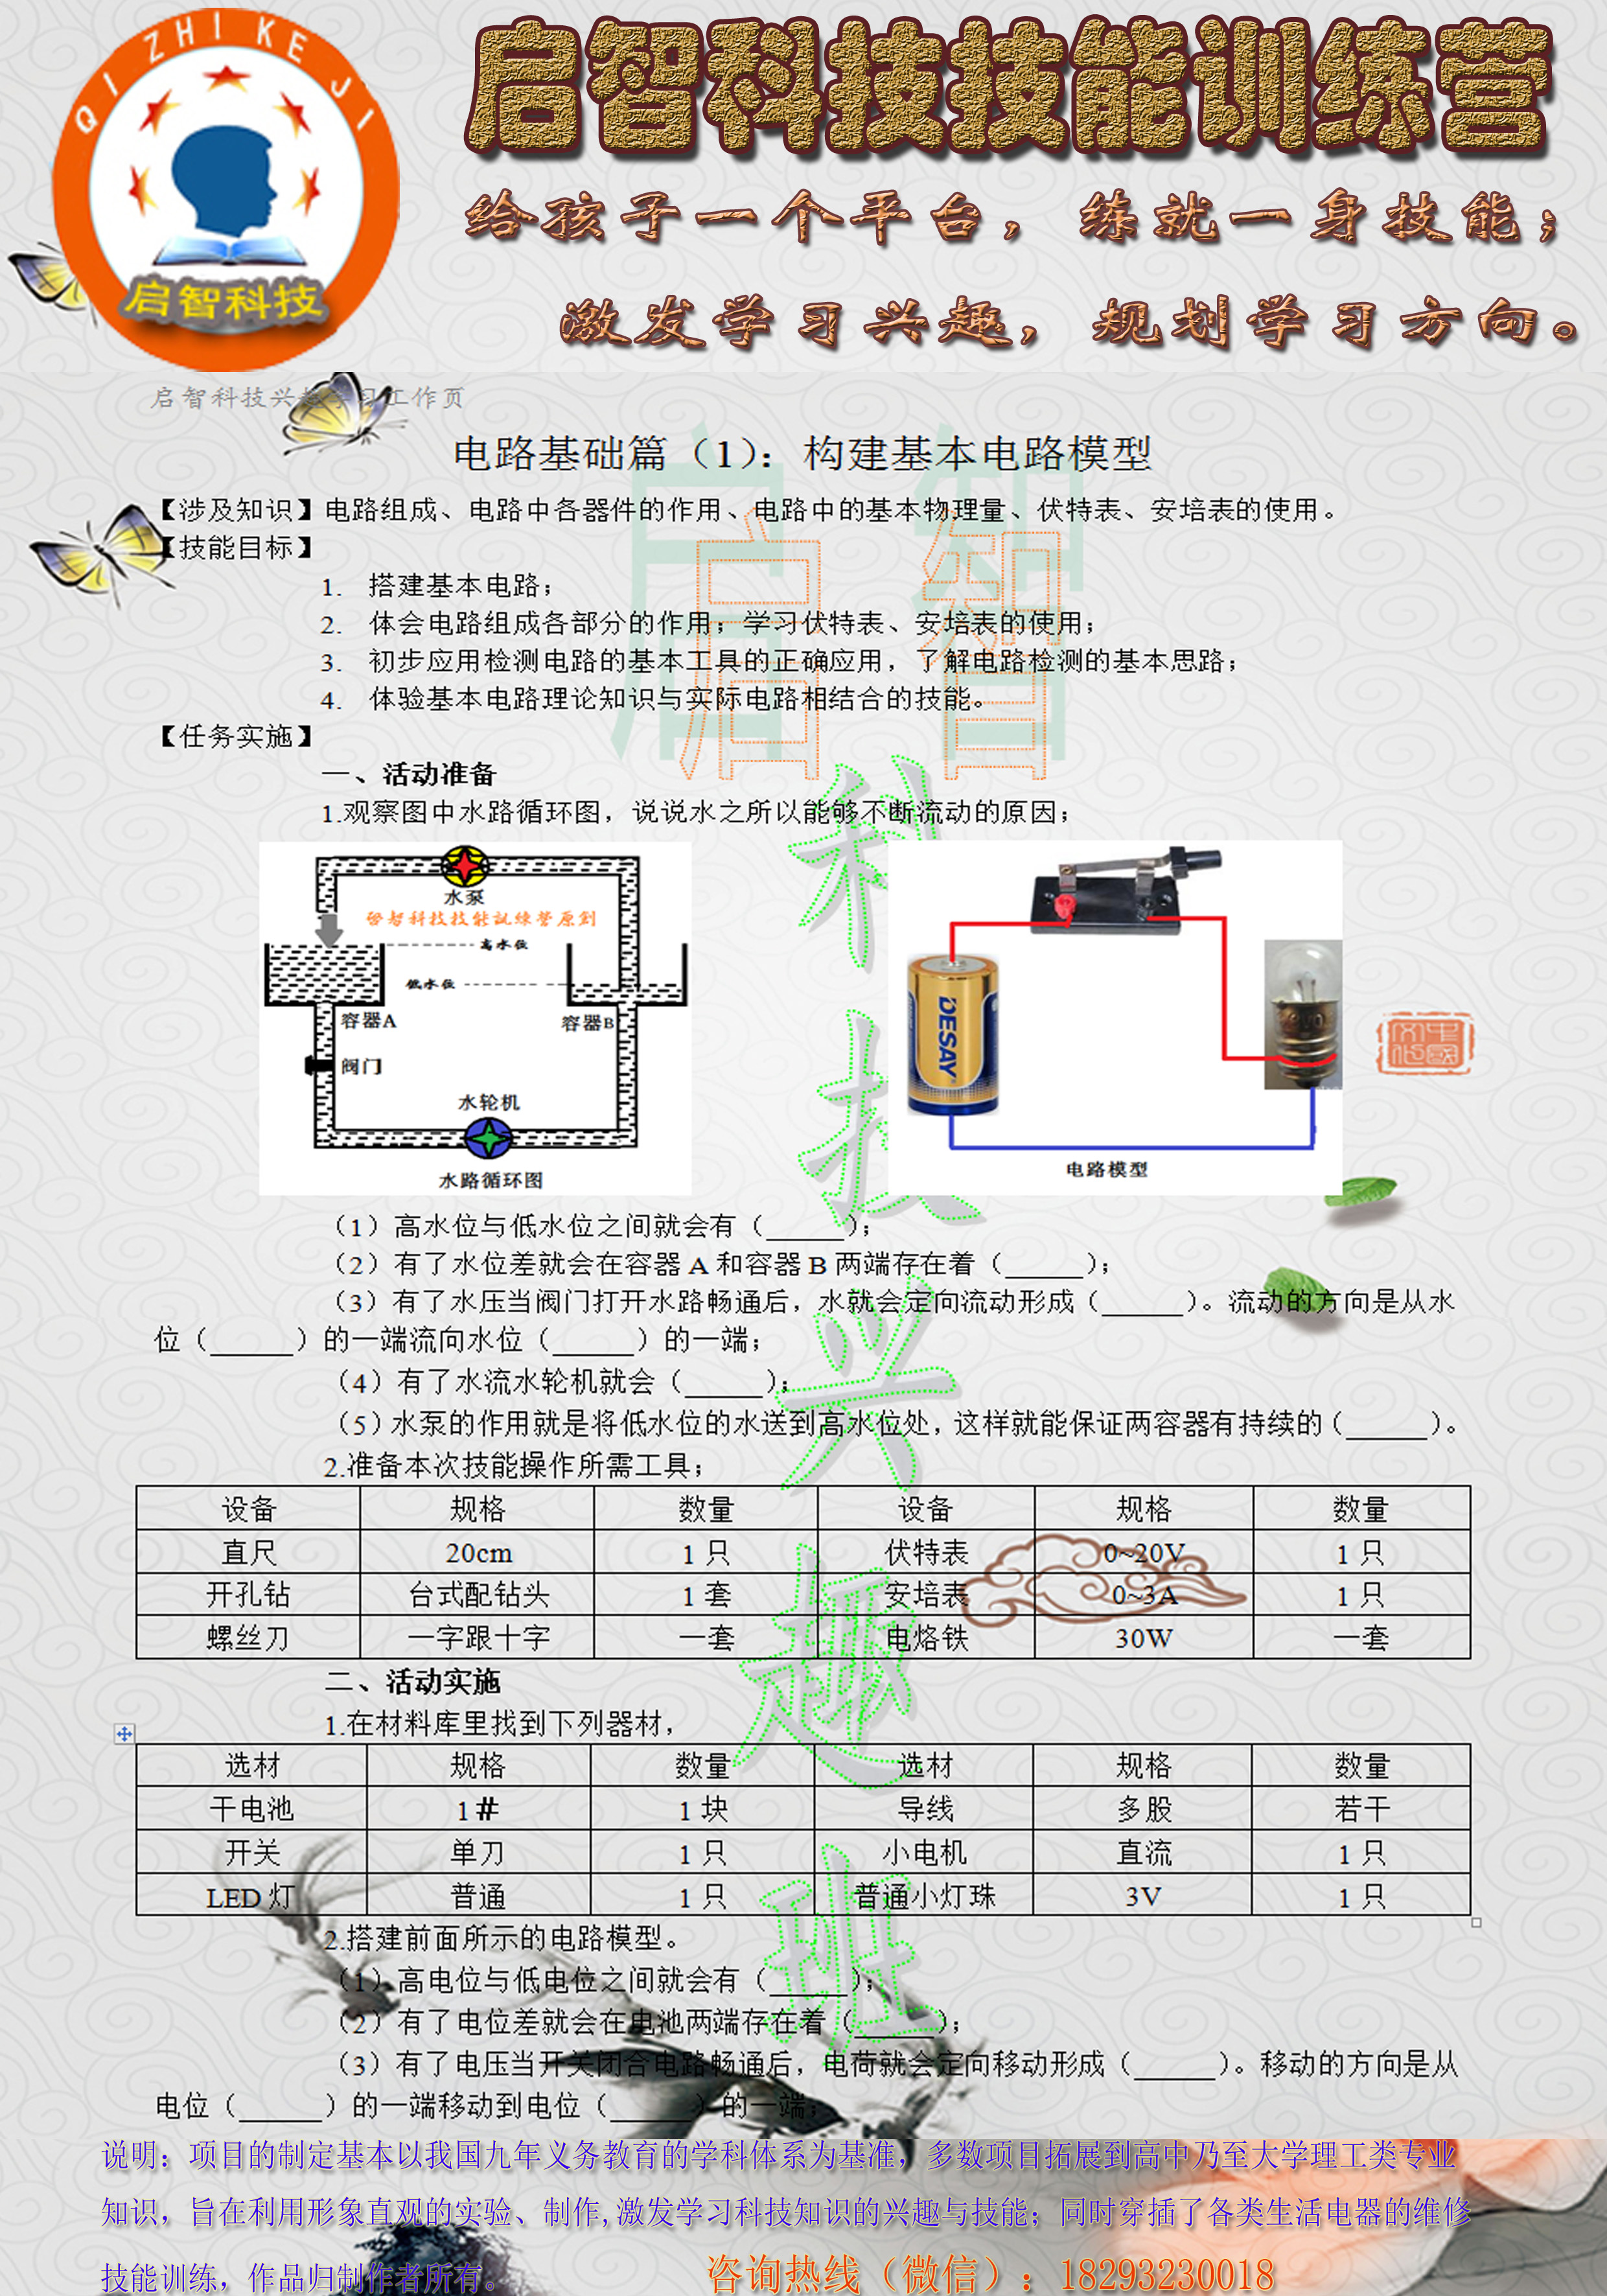 QI ZHI KE JI
启智科技
启智科技技能训练营
给孩子一个平台，练就一身技能；
激发学习兴趣，规划学习方向。
启智科技兴趣学习工作页
电路基础篇（1）：构建基本电路模型
【涉及知识】电路组成、电路中各器件的作用、电路中的基本物理量、伏特表、安培表的使用。
【技能目标】
1. 搭建基本电路；
2. 体会电路组成各部分的作用；学习伏特表、安培表的使用；
3. 初步应用检测电路的基本工具的正确应用，了解电路检测的基本思路；
4. 体验基本电路理论知识与实际电路相结合的技能。
【任务实施】
一、活动准备
1.观察图中水路循环图，说说水之所以能够不断流动的原因；
水泵
启智科技技能训练营原创
高水位
低水位
容器A
容器B
阀门
水轮机
水路循环图
DESAY
电路模型
（1）高水位与低水位之间就会有（______）；
（2）有了水位差就会在容器 A 和容器 B 两端存在着（______）；
（3）有了水压当阀门打开水路畅通后，水就会定向流动形成（______）。流动的方向是从水
位（______）的一端流向水位（______）的一端；
（4）有了水流水轮机就会（______）；
（5）水泵的作用就是将低水位的水送到高水位处，这样就能保证两容器有持续的（______）。
2.准备本次技能操作所需工具；
设备 规格 数量 设备 规格 数量
直尺 20cm 1 只 伏特表 0~20V 1 只
开孔钻 台式配钻头 1 套 安培表 0~3A 1 只
螺丝刀 一字跟十字 一套 电烙铁 30W 一套
二、活动实施
1.在材料库里找到下列器材，
选材 规格 数量 选材 规格 数量
干电池 1＃ 1 块 导线 多股 若干
开关 单刀 1 只 小电机 直流 1 只
LED 灯 普通 1 只 普通小灯珠 3V 1 只
2.搭建前面所示的电路模型。
（1）高电位与低电位之间就会有（______）；
（2）有了电位差就会在电池两端存在着（______）；
（3）有了电压当开关闭合电路畅通后，电荷就会定向移动形成（______）。移动的方向是从
电位（______）的一端移动到电位（______）的一端；
启智
启智
科技兴趣班
说明：项目的制定基本以我国九年义务教育的学科体系为基准，多数项目拓展到高中乃至大学理工类专业
知识，旨在利用形象直观的实验、制作,激发学习科技知识的兴趣与技能；同时穿插了各类生活电器的维修
技能训练，作品归制作者所有。
咨询热线（微信）：18293230018